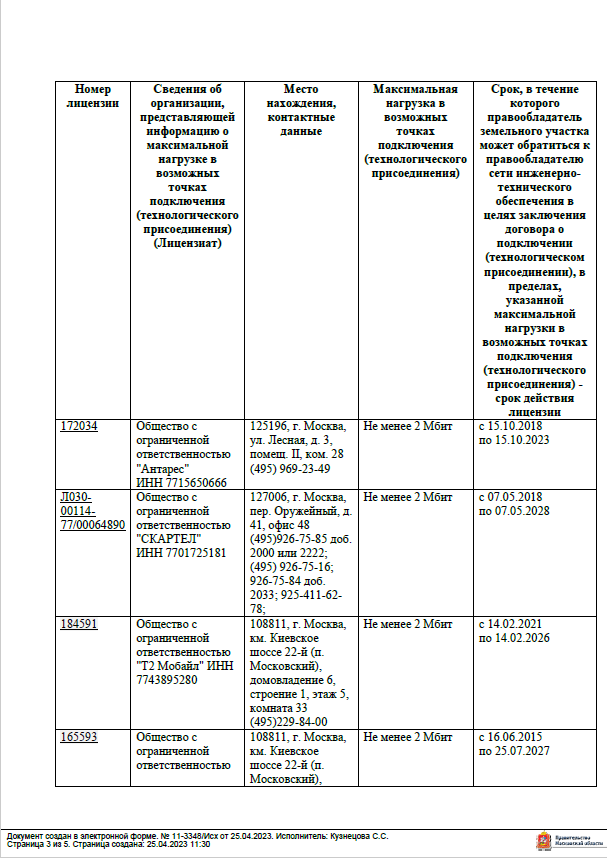 Номер
лицензии
Сведения об
организации,
представляющей
информацию о
максимальной
нагрузке в
возможных
точках
подключения
(технологического
присоединения)
(Лицензиат)
Место
нахождения,
контактные
данные
Максимальная
нагрузка в
возможных
точках
подключения
(технологического
присоединения)
Срок, в течение
которого
правообладатель
земельного участка
может обратиться к
правообладателю
сети инженерно-
технического
обеспечения в
целях заключения
договора о
подключении
(технологическом
присоединении), в
пределах,
указанной
максимальной
нагрузки в
возможных точках
подключения
(технологического
присоединения) -
срок действия
лицензии
172034
Общество с
ограниченной
ответственностью
"Антарес"
ИНН 7715650666
125196, г. Москва,
ул. Лесная, д. 3,
помещ. II, ком. 28
(495) 969-23-49
Не менее 2 Мбит
с 15.10.2018
по 15.10.2023
Л030-
00114-
77/00064890
Общество с
ограниченной
ответственностью
"СКАРТЕЛ"
ИНН 7701725181
127006, г. Москва,
пер. Оружейный, д.
41, офис 48
(495)926-75-85 доб.
2000 или 2222;
(495) 926-75-16;
926-75-84 доб.
2033; 925-411-62-
78;
Не менее 2 Мбит
с 07.05.2018
по 07.05.2028
184591
Общество с
ограниченной
ответственностью
"Т2 Мобайл" ИНН
7743895280
108811, г. Москва,
км. Киевское
шоссе 22-й (п.
Московский),
домовладение 6,
строение 1, этаж 5,
комната 33
(495)229-84-00
Не менее 2 Мбит
с 14.02.2021
по 14.02.2026
165593
Общество с
ограниченной
ответственностью
108811, г. Москва,
км. Киевское
шоссе 22-й (п.
Московский),
Не менее 2 Мбит
с 16.06.2015
по 25.07.2027
Документ создан в электронной форме. № 11-3348/Исх от 25.04.2023. Исполнитель: Кузнецова С.С.
Страница 3 из 5. Страница создана: 25.04.2023 11:30
Правительство
Московской области